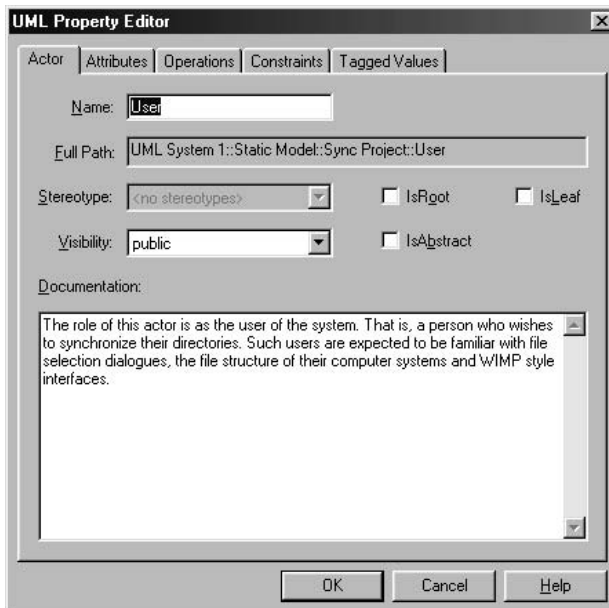 UML Property Editor
Actor Attributes Operations Constraints Tagged Values
Name: User
Full Path: UML System 1::Static Model::Sync Project::User
Stereotype: <no stereotypes> IsRoot IsLeaf
Visibility: public IsAbstract
Documentation:
The role of this actor is as the user of the system. That is, a person who wishes
to synchronize their directories. Such users are expected to be familiar with file
selection dialogues, the file structure of their computer systems and WIMP style
interfaces.
OK Cancel Help